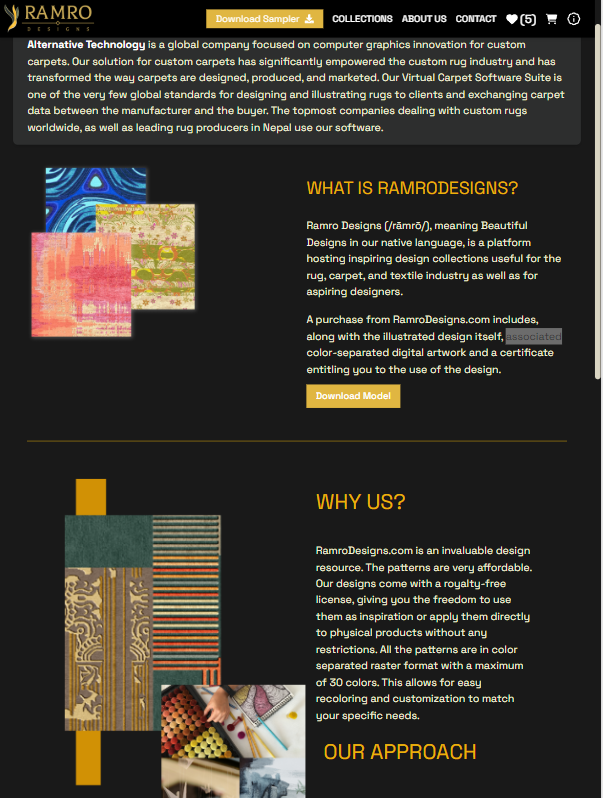 RAMRO
DESIGNS
Download Sampler
COLLECTIONS
ABOUT US
CONTACT
(5)
Alternative Technology is a global company focused on computer graphics innovation for custom
carpets. Our solution for custom carpets has significantly empowered the custom rug industry and has
transformed the way carpets are designed, produced, and marketed. Our Virtual Carpet Software Suite is
one of the very few global standards for designing and illustrating rugs to clients and exchanging carpet
data between the manufacturer and the buyer. The topmost companies dealing with custom rugs
worldwide, as well as leading rug producers in Nepal use our software.
WHAT IS RAMRODESIGNS?
Ramro Designs (/rāmrō/), meaning Beautiful
Designs in our native language, is a platform
hosting inspiring design collections useful for the
rug, carpet, and textile industry as well as for
aspiring designers.
A purchase from RamroDesigns.com includes,
along with the illustrated design itself, associated
color-separated digital artwork and a certificate
entitling you to the use of the design.
Download Model
WHY US?
RamroDesigns.com is an invaluable design
resource. The patterns are very affordable.
Our designs come with a royalty-free
license, giving you the freedom to use
them as inspiration or apply them directly
to physical products without any
restrictions. All the patterns are in color
separated raster format with a maximum
of 30 colors. This allows for easy
recoloring and customization to match
your specific needs.
OUR APPROACH